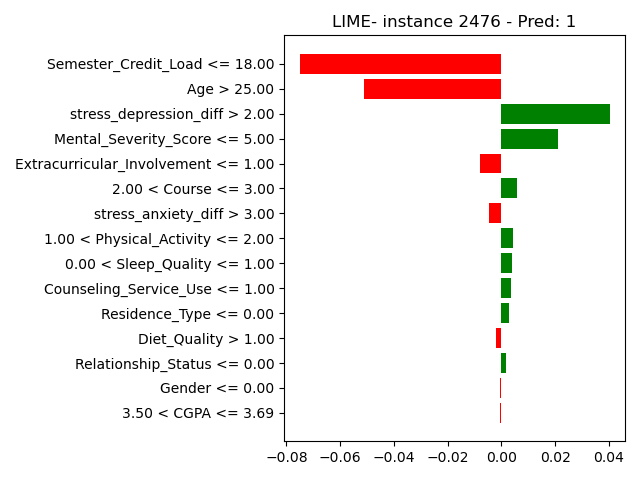 LIME- instance 2476 - Pred: 1
Semester_Credit_Load <= 18.00
Age > 25.00
stress_depression_diff > 2.00
Mental_Severity_Score <= 5.00
Extracurricular_Involvement <= 1.00
2.00 < Course <= 3.00
stress_anxiety_diff > 3.00
1.00 < Physical_Activity <= 2.00
0.00 < Sleep_Quality <= 1.00
Counseling_Service_Use <= 1.00
Residence_Type <= 0.00
Diet_Quality > 1.00
Relationship_Status <= 0.00
Gender <= 0.00
3.50 < CGPA <= 3.69
−0.08 −0.06 −0.04 −0.02 0.00 0.02 0.04